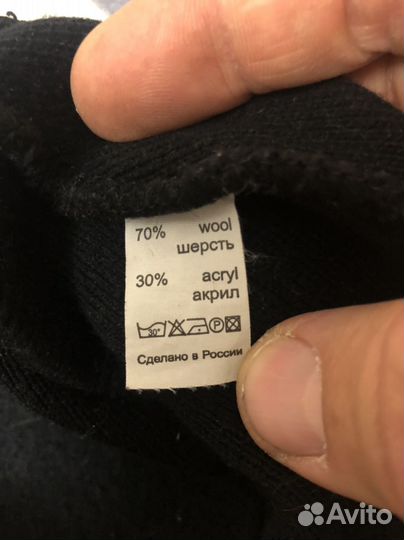 70% wool
шерсть
30% acryl
акрил
30°
P
Сделано в России
Avito